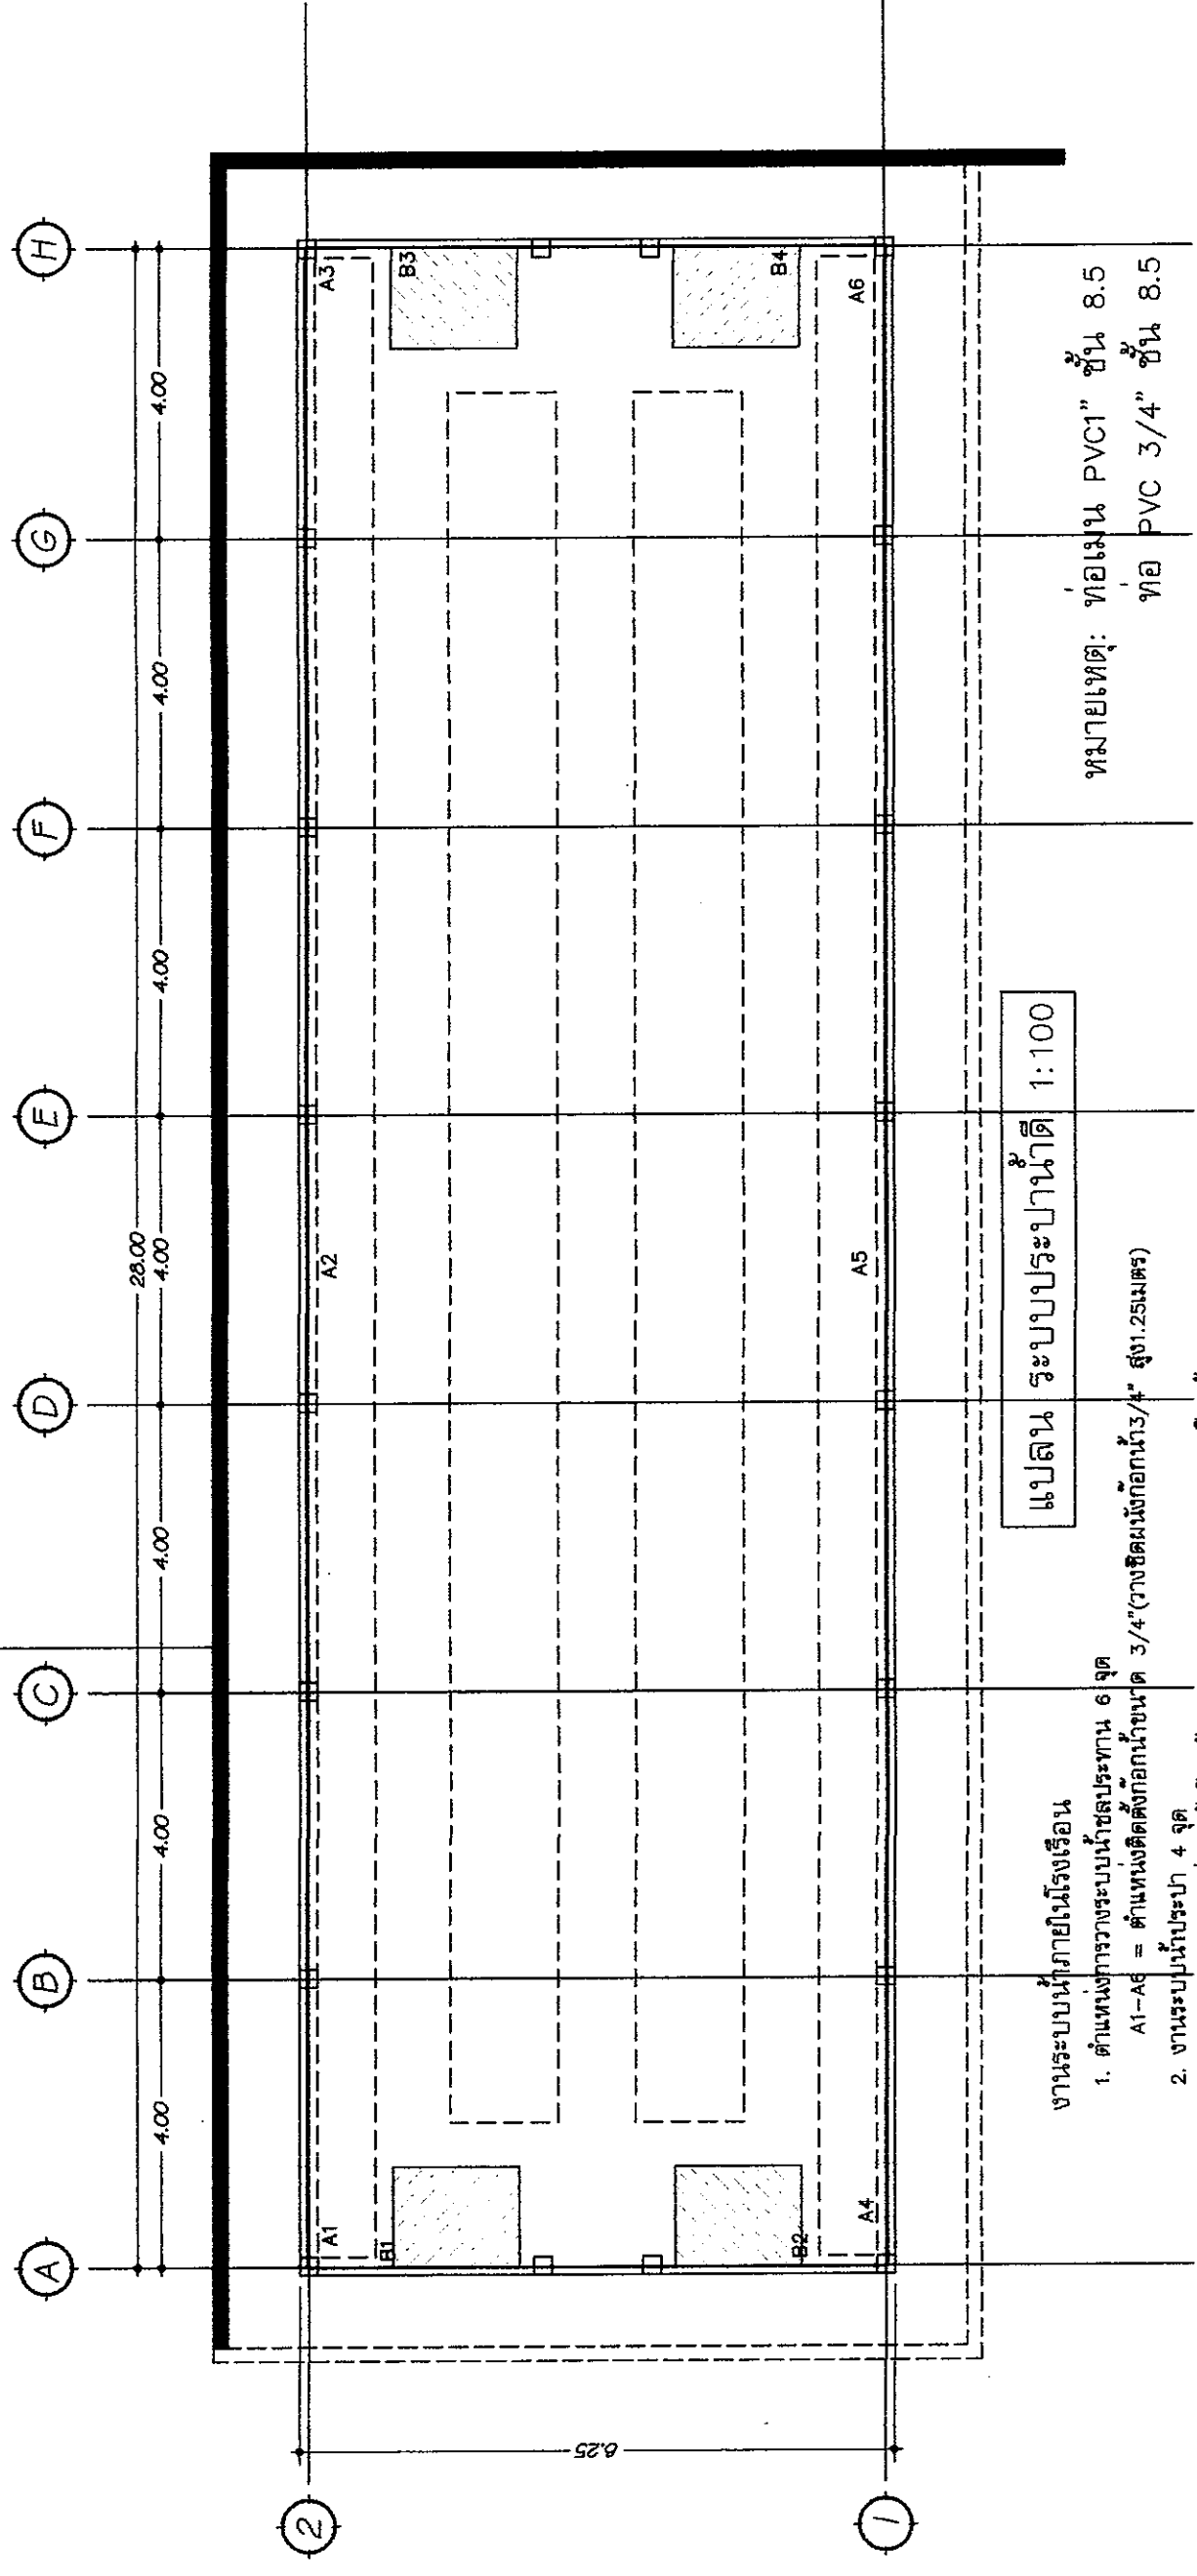 A B C D E F G H
28.00
4.00 4.00 4.00 4.00 4.00 4.00 4.00
2
1
8.25
A1
A2
A3
B1
B3
B2
B4
A4
A5
A6
แปลน ระบบประปาน้ำดี 1:100
หมายเหตุ: ท่อเมน PVC1" ชั้น 8.5
ท่อ PVC 3/4" ชั้น 8.5
งานระบบน้ำภายในโรงเรือน
1. ตำแหน่งการวางระบบน้ำชลประทาน 6 จุด
A1-A6 = ตำแหน่งติดตั้งก๊อกน้ำขนาด 3/4"(วางชิดผนังก๊อกน้ำ3/4" สูง1.25เมตร)
2. งานระบบน้ำประปา 4 จุด